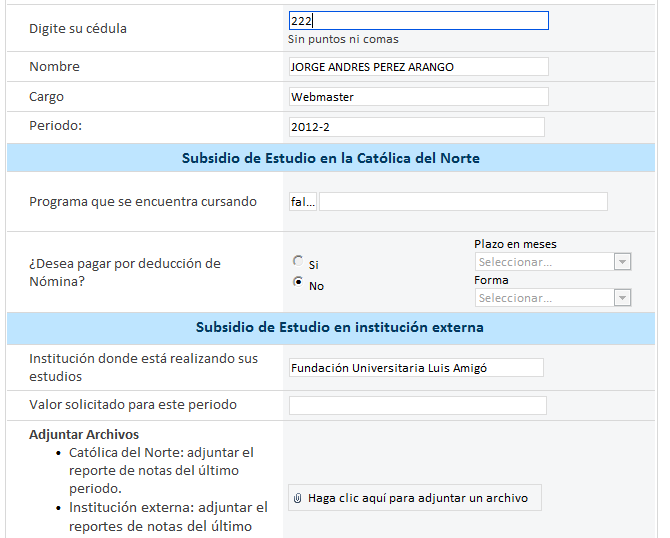 Digite su cédula
222
Sin puntos ni comas
Nombre
JORGE ANDRES PEREZ ARANGO
Cargo
Webmaster
Periodo:
2012-2
Subsidio de Estudio en la Católica del Norte
Programa que se encuentra cursando
fal...
¿Desea pagar por deducción de
Nómina?
Si
No
Plazo en meses
Seleccionar...
Forma
Seleccionar...
Subsidio de Estudio en institución externa
Institución donde está realizando sus
estudios
Fundación Universitaria Luis Amigó
Valor solicitado para este periodo
Adjuntar Archivos
• Católica del Norte: adjuntar el
reporte de notas del último
periodo.
• Institución externa: adjuntar el
reportes de notas del último
Haga clic aquí para adjuntar un archivo